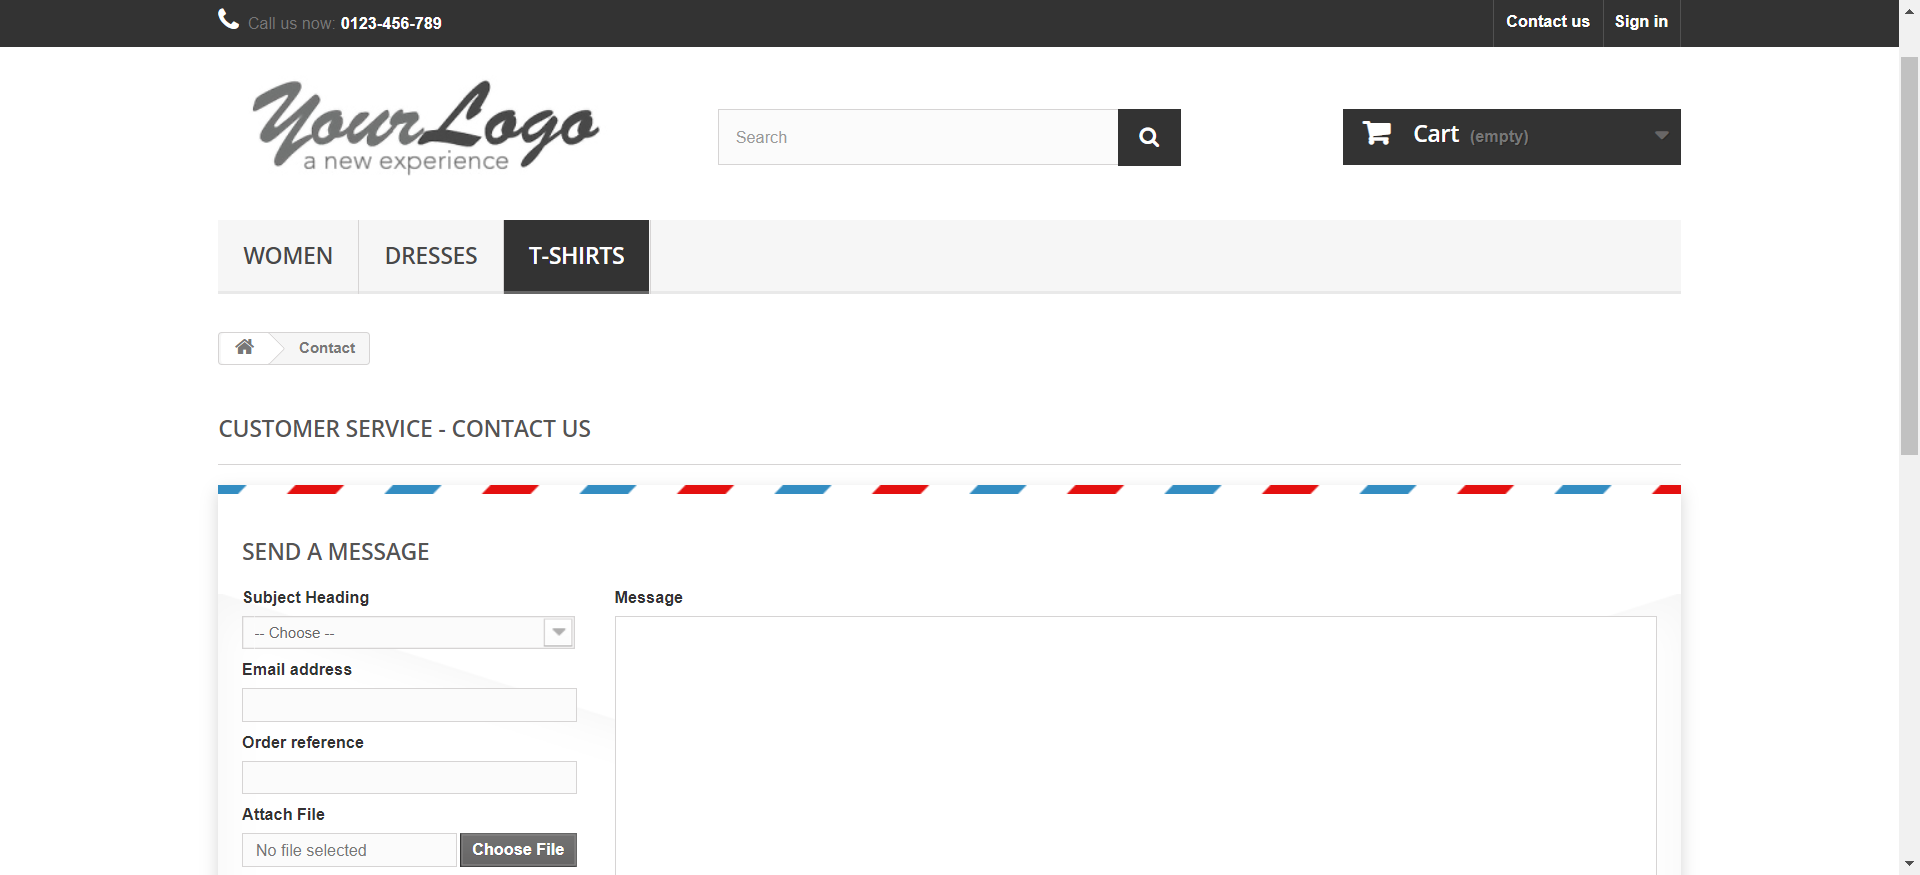 Call us now: 0123-456-789
Contact us
Sign in
Your Logo
a new experience
Search
Cart (empty)
WOMEN
DRESSES
T-SHIRTS
Contact
CUSTOMER SERVICE - CONTACT US
SEND A MESSAGE
Subject Heading
-- Choose --
Email address
Order reference
Attach File
No file selected
Choose File
Message